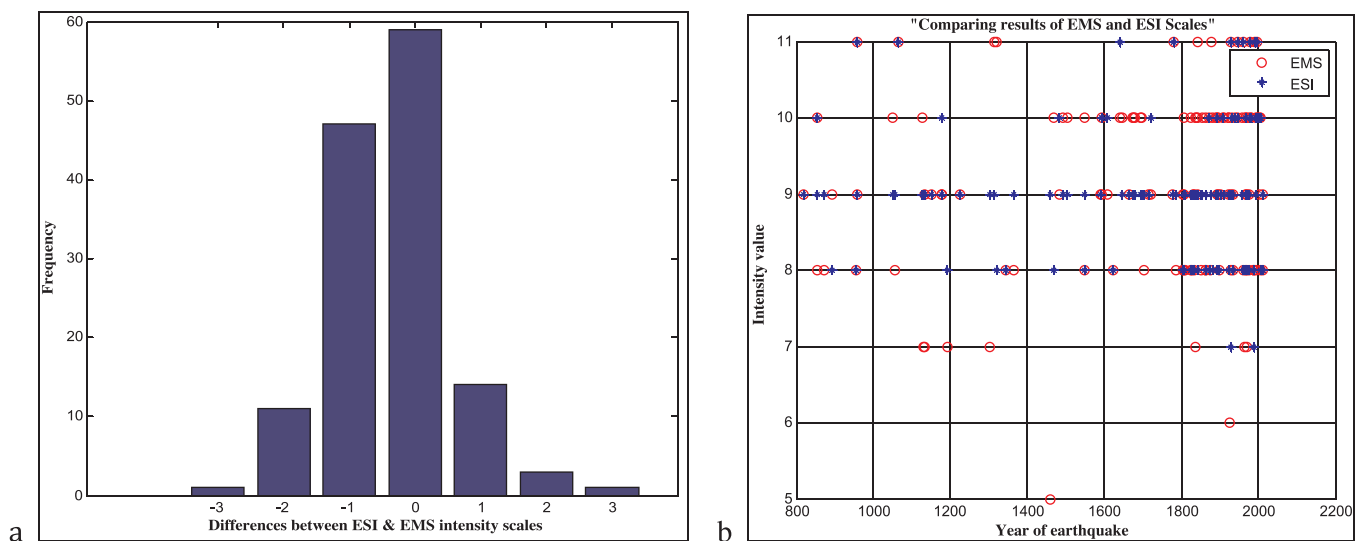 60
50
40
30
20
10
0
Frequency
-3 -2 -1 0 1 2 3
Differences between ESI & EMS intensity scales
a
"Comparing results of EMS and ESI Scales"
11
10
9
8
7
6
5
Intensity value
EMS
ESI
800 1000 1200 1400 1600 1800 2000 2200
Year of earthquake
b